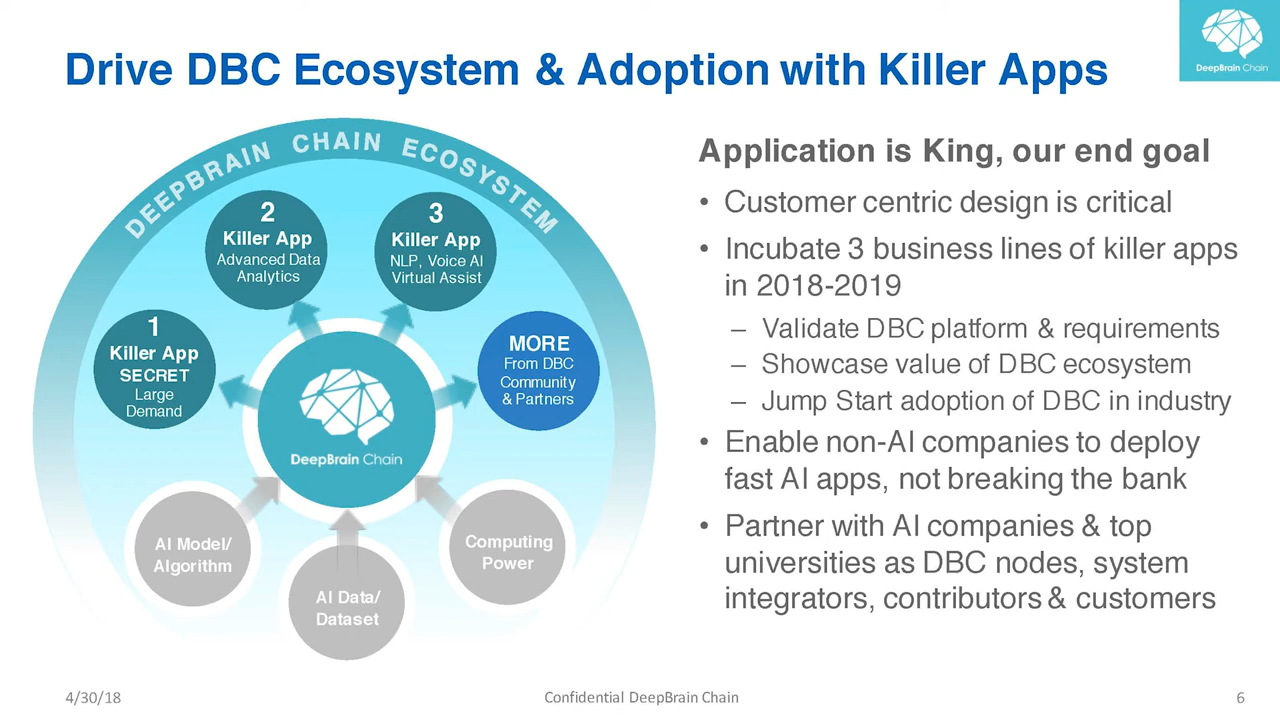 Drive DBC Ecosystem & Adoption with Killer Apps
DeepBrain Chain
DEEPBRAIN CHAIN ECOSYSTEM
2
Killer App
Advanced Data
Analytics
3
Killer App
NLP, Voice AI
Virtual Assist
1
Killer App
SECRET
Large
Demand
MORE
From DBC
Community
& Partners
DeepBrain Chain
AI Model/
Algorithm
AI Data/
Dataset
Computing
Power
Application is King, our end goal
• Customer centric design is critical
• Incubate 3 business lines of killer apps
in 2018-2019
– Validate DBC platform & requirements
– Showcase value of DBC ecosystem
– Jump Start adoption of DBC in industry
• Enable non-AI companies to deploy
fast AI apps, not breaking the bank
• Partner with AI companies & top
universities as DBC nodes, system
integrators, contributors & customers
4/30/18
Confidential DeepBrain Chain
6